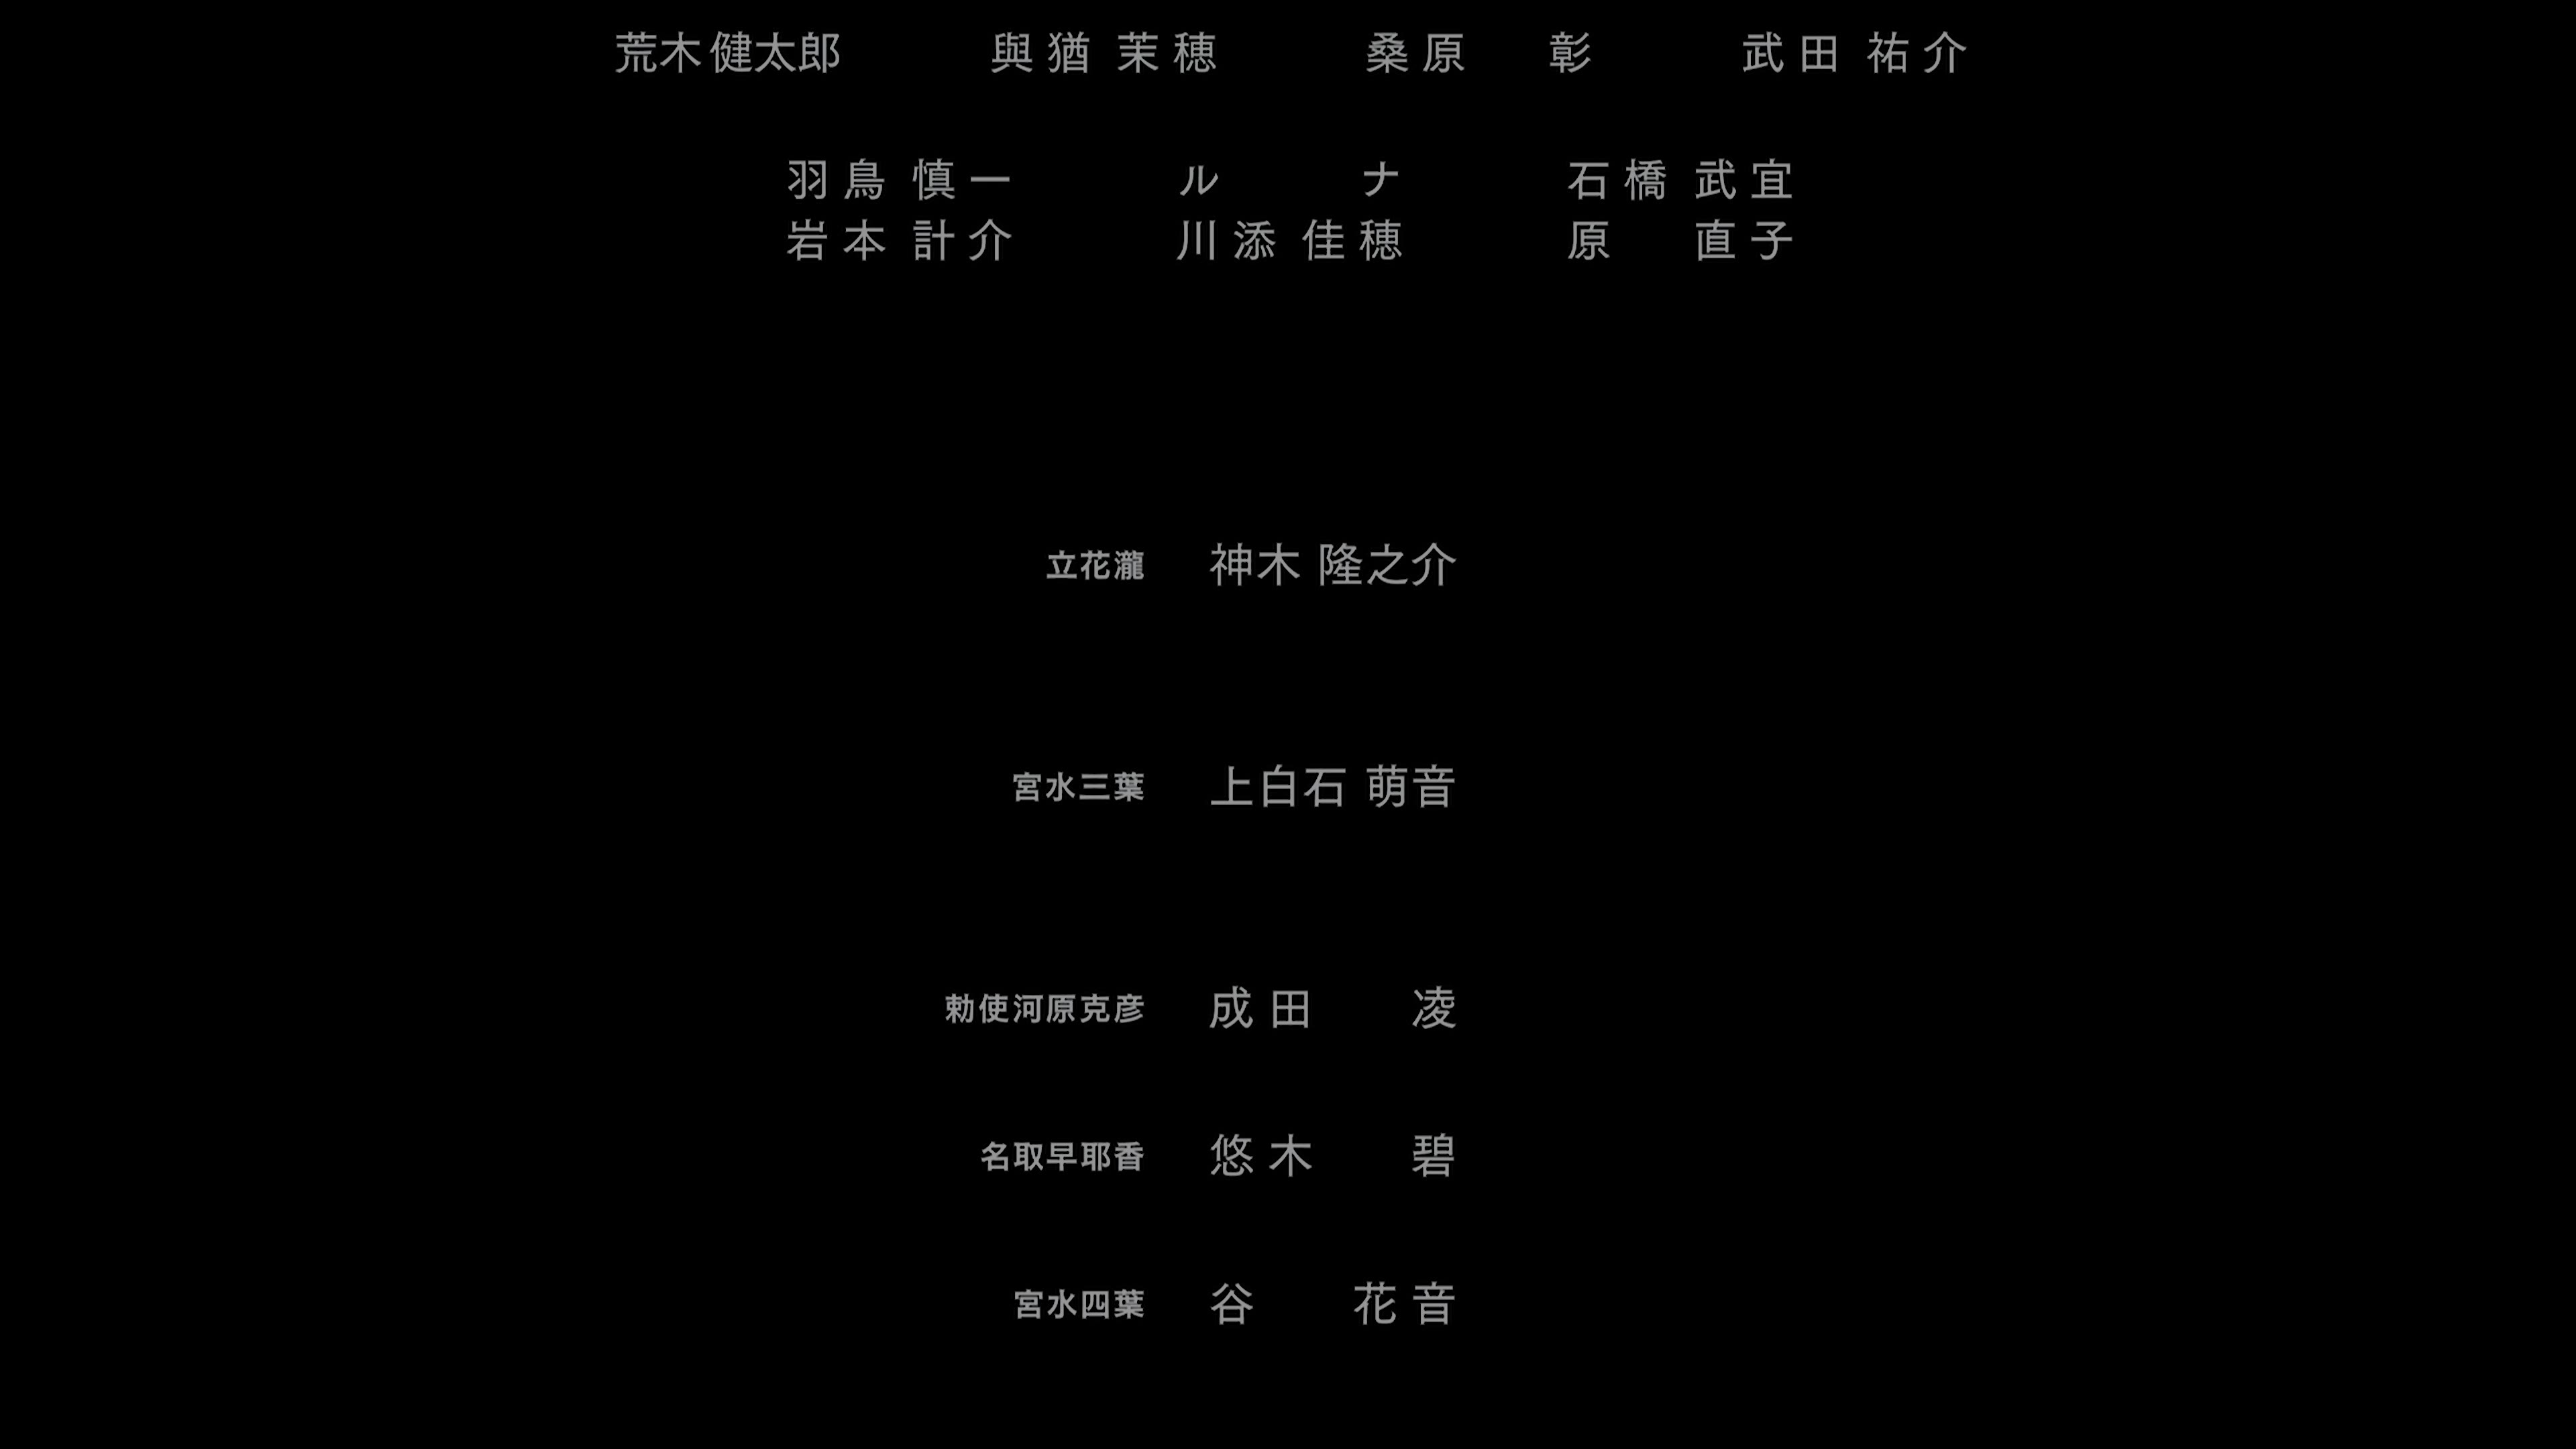 荒木健太郎 與猶茉穂 桑原彰 武田祐介
羽鳥慎一 ルナ 石橋武宜
岩本計介 川添佳穂 原直子
立花瀧 神木隆之介
宮水三葉 上白石萌音
勅使河原克彦 成田凌
名取早耶香 悠木碧
宮水四葉 谷花音